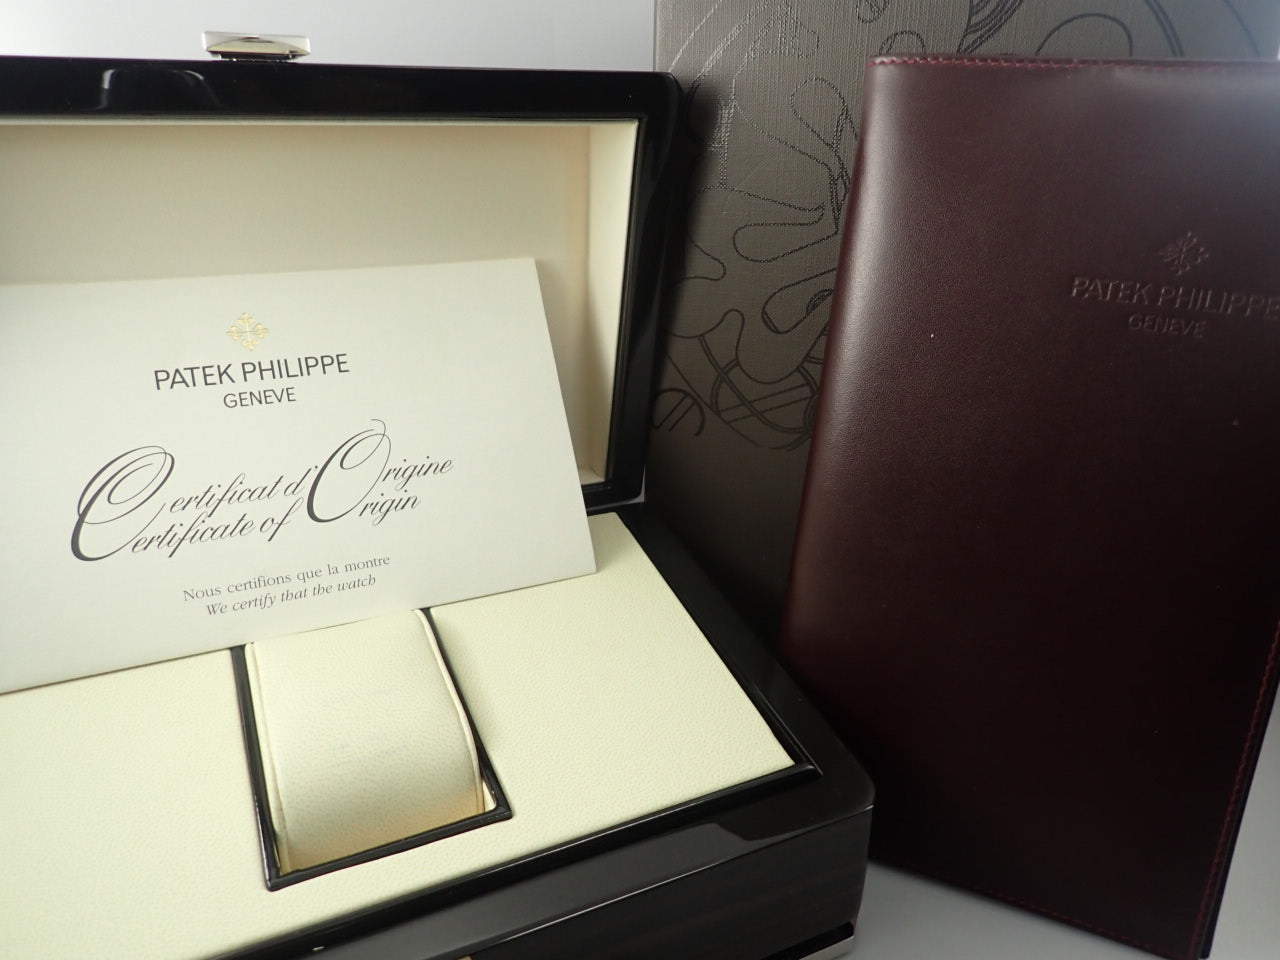 PATEK PHILIPPE
GENEVE
Certificat d'Origine
Certificate of Origin
Nous certifions que la montre
We certify that the watch
PATEK PHILIPPE
GENEVE